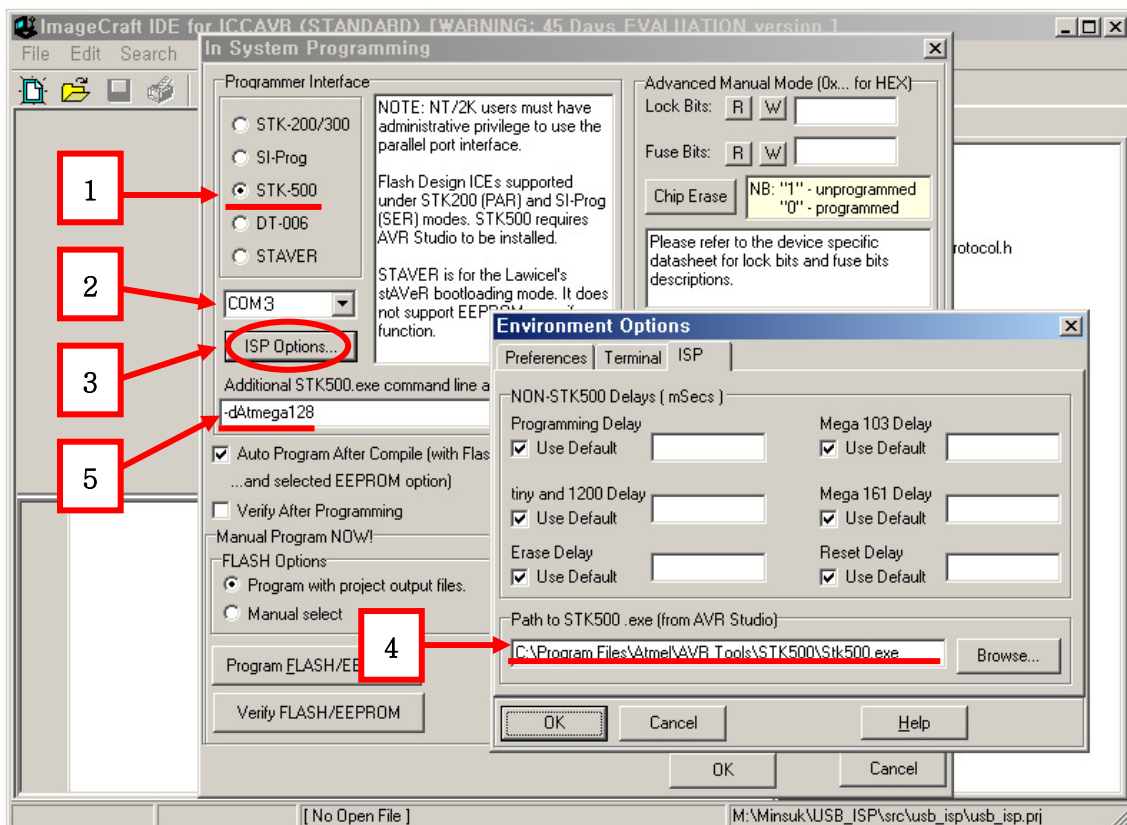 ImageCraft IDE for ICCAVR (STANDARD) [WARNING: 45 Days EVALUATION version ]
File Edit Search
In System Programming
Programmer Interface
STK-200/300
SI-Prog
STK-500
DT-006
STAVER
COM3
ISP Options...
NOTE: NT/2K users must have
administrative privilege to use the
parallel port interface.
Flash Design ICEs supported
under STK200 (PAR) and SI-Prog
(SER) modes. STK500 requires
AVR Studio to be installed.
STAVER is for the Lawicel's
stAVeR bootloading mode. It does
not support
function.
Advanced Manual Mode (0x... for HEX)
Lock Bits: R W
Fuse Bits: R W
Chip Erase
NB: "1" - unprogrammed
"0" - programmed
Please refer to the device specific
datasheet for lock bits and fuse bits
descriptions.
rotocol.h
Additional STK500.exe command line a
-dAtmega128
Auto Program After Compile (with Flas
...and selected EEPROM option)
Verify After Programming
Manual Program NOW!
FLASH Options
Program with project output files.
Manual select
Program FLASH/EE
Verify FLASH/EEPROM
OK Cancel
Environment Options
Preferences Terminal ISP
NON-STK500 Delays ( mSecs )
Programming Delay
Use Default
Mega 103 Delay
Use Default
tiny and 1200 Delay
Use Default
Mega 161 Delay
Use Default
Erase Delay
Use Default
Reset Delay
Use Default
Path to STK500 .exe (from AVR Studio)
C:\Program Files\Atmel\AVR Tools\STK500\Stk500.exe
Browse...
OK Cancel Help
1
2
3
4
5
[ No Open File ]
M:\Minsuk\USB_ISP\src\usb_isp\usb_isp.prj